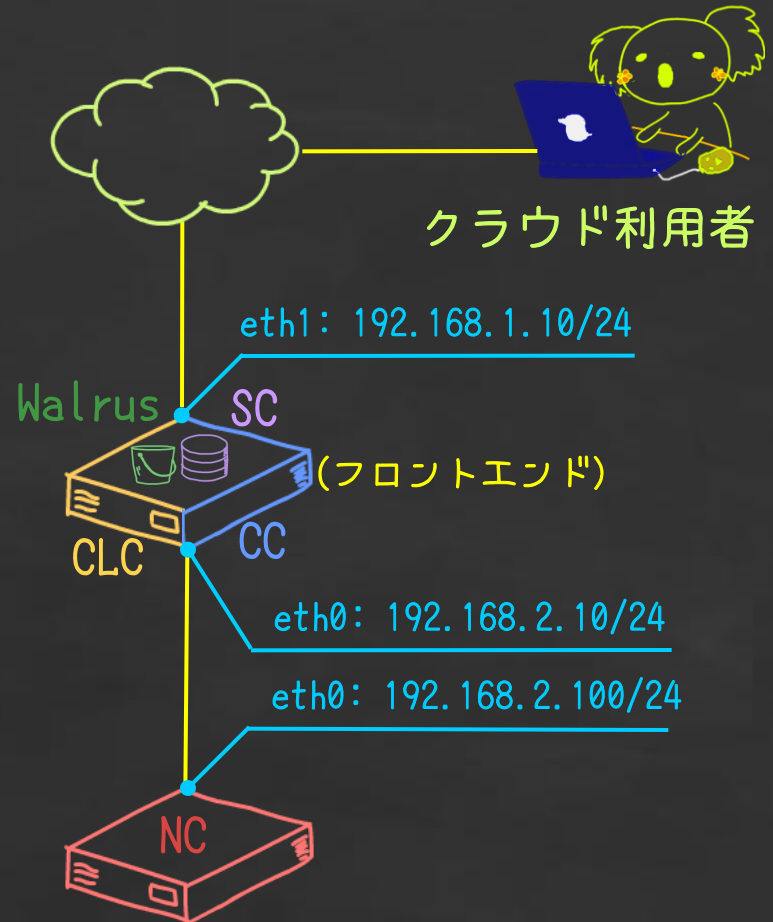 クラウド利用者
eth1: 192.168.1.10/24
Walrus
SC
(フロントエンド)
CLC
CC
eth0: 192.168.2.10/24
eth0: 192.168.2.100/24
NC